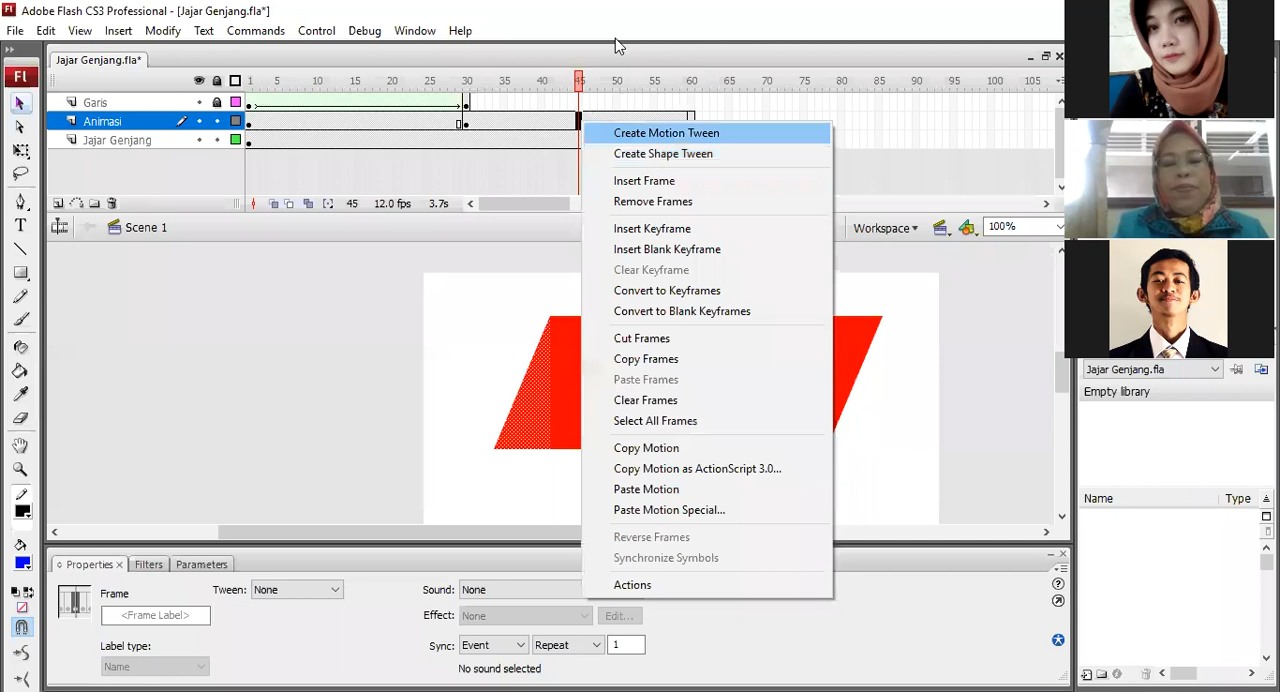 Adobe Flash CS3 Professional - [Jajar Genjang.fla*]
File Edit View Insert Modify Text Commands Control Debug Window Help
Jajar Genjang.fla*
Fl
1 5 10 15 20 25 30 35 40 45 50 55 60 65 70 75 80 85 90 95 100 105
Garis
Animasi
Jajar Genjang
45 12.0 fps 3.7s
Scene 1
Workspace
100%
Create Motion Tween
Create Shape Tween
Insert Frame
Remove Frames
Insert Keyframe
Insert Blank Keyframe
Clear Keyframe
Convert to Keyframes
Convert to Blank Keyframes
Cut Frames
Copy Frames
Paste Frames
Clear Frames
Select All Frames
Copy Motion
Copy Motion as ActionScript 3.0...
Paste Motion
Paste Motion Special...
Reverse Frames
Synchronize Symbols
Actions
Jajar Genjang.fla
Empty library
Name Type
Properties Filters Parameters
Frame
<Frame Label>
Label type:
Name
Tween: None
Sound: None
Effect: None Edit...
Sync: Event Repeat 1
No sound selected